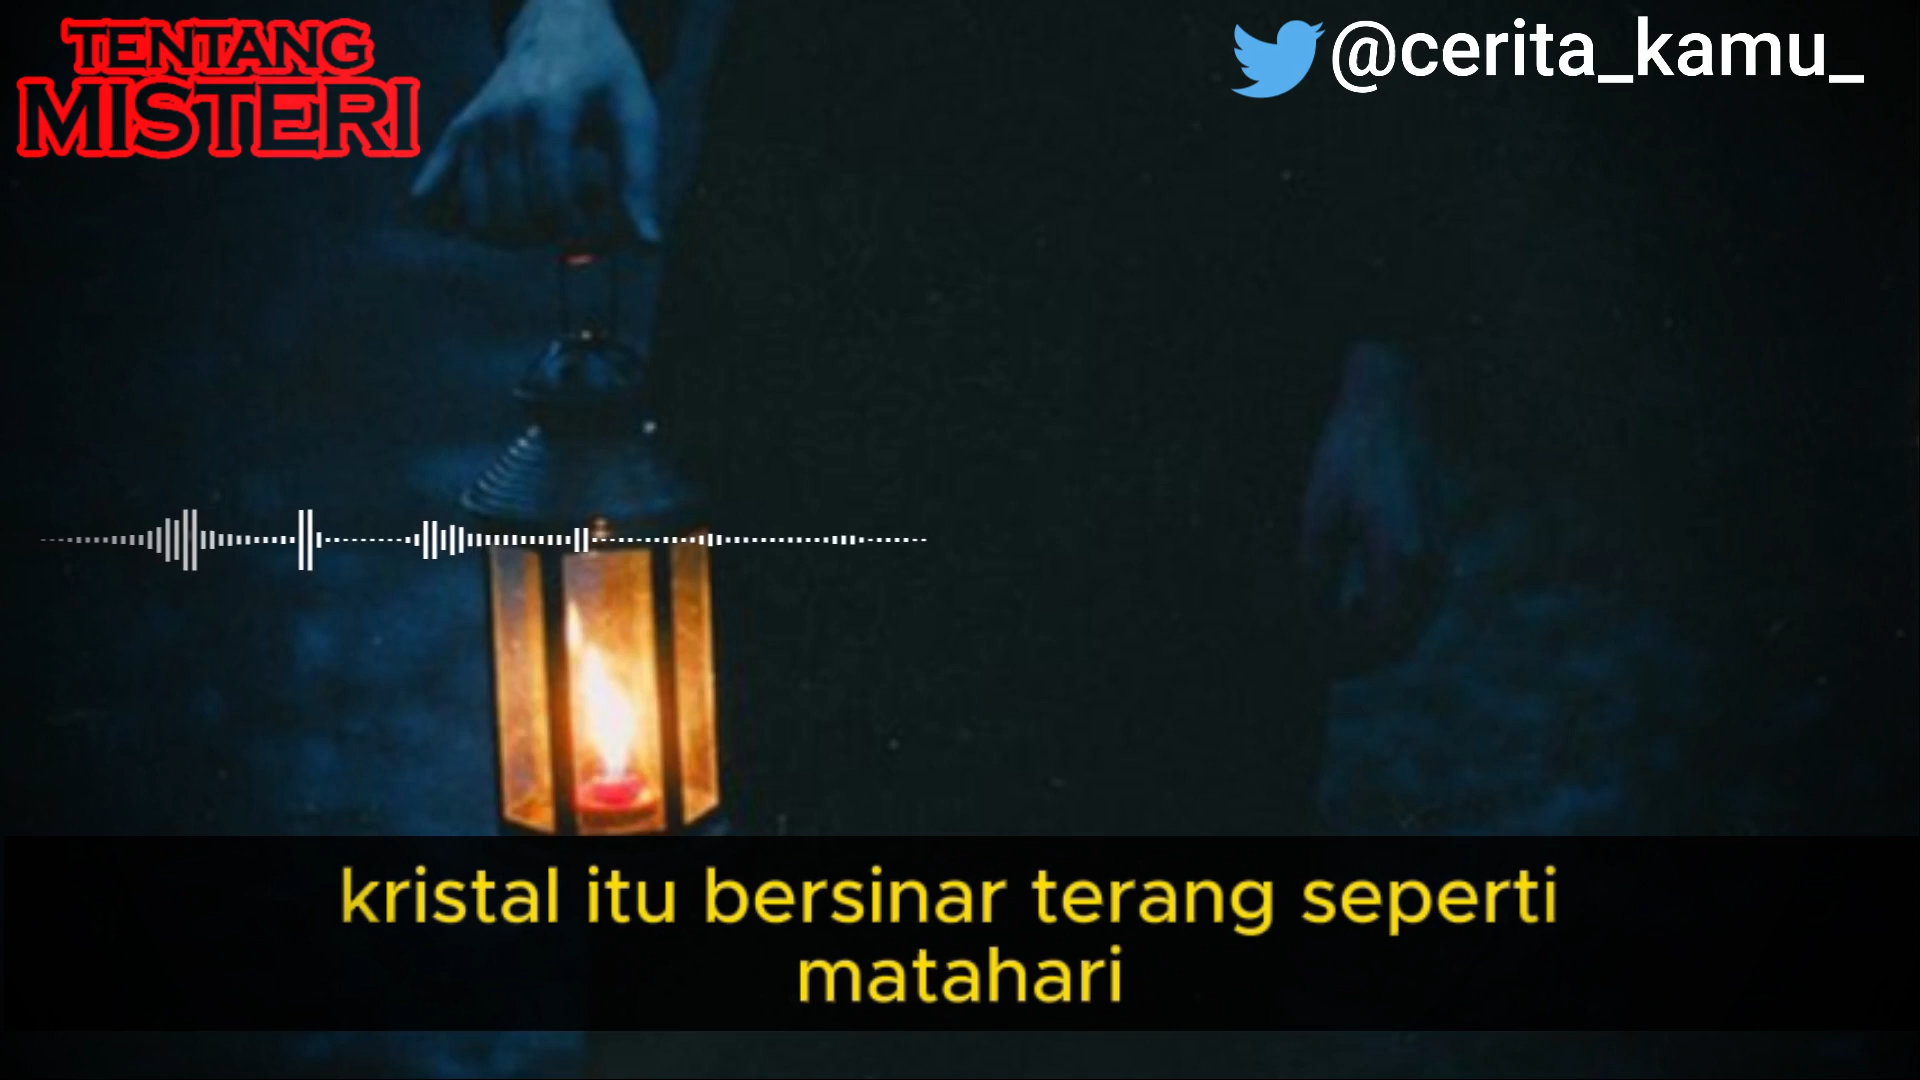 TENTANG
MISTERI
@cerita_kamu_
kristal itu bersinar terang seperti
matahari